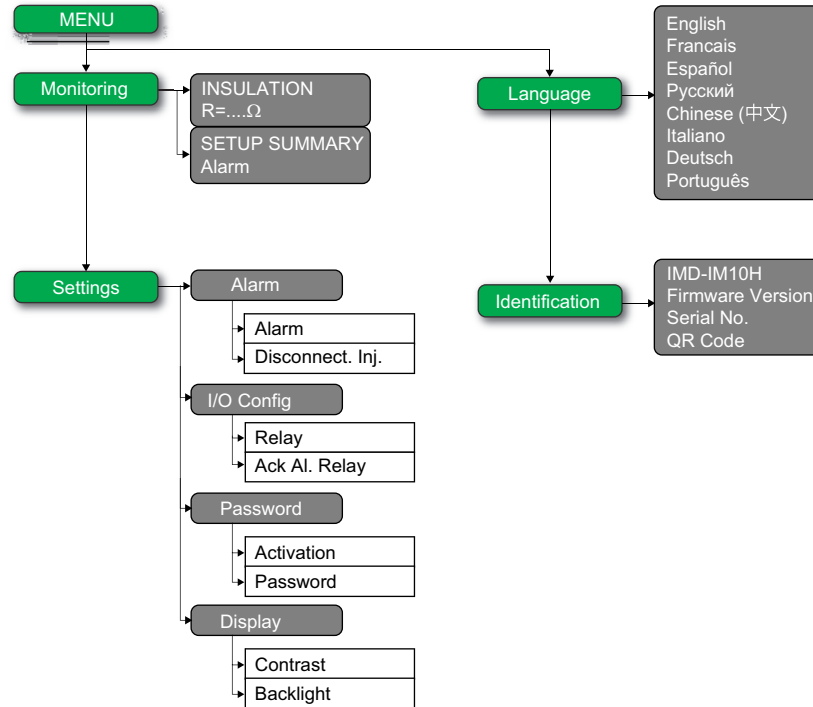 MENU
Monitoring
INSULATION
R=....Ω
SETUP SUMMARY
Alarm
Settings
Alarm
Alarm
Disconnect. Inj.
I/O Config
Relay
Ack Al. Relay
Password
Activation
Password
Display
Contrast
Backlight
Language
English
Francais
Español
Русский
Chinese (中文)
Italiano
Deutsch
Português
Identification
IMD-IM10H
Firmware Version
Serial No.
QR Code